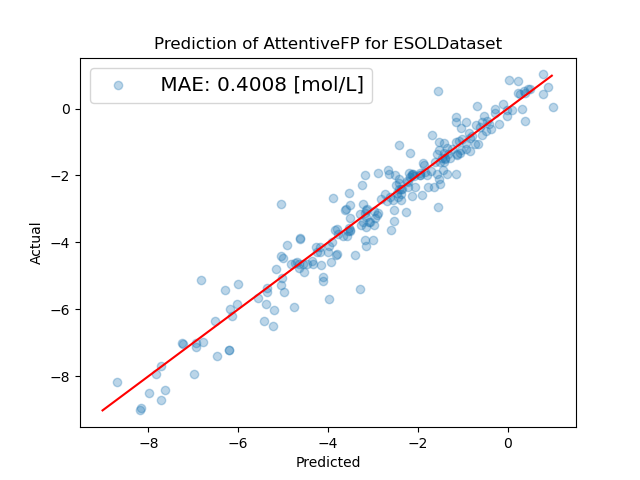 Prediction of AttentiveFP for ESOLDataset
MAE: 0.4008 [mol/L]
0
−2
−4
−6
−8
Actual
−8 −6 −4 −2 0
Predicted